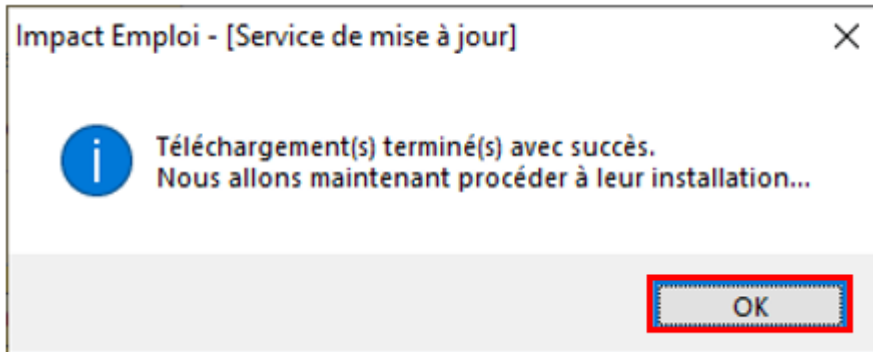 Impact Emploi - [Service de mise à jour]
Téléchargement(s) terminé(s) avec succès.
Nous allons maintenant procéder à leur installation...
OK